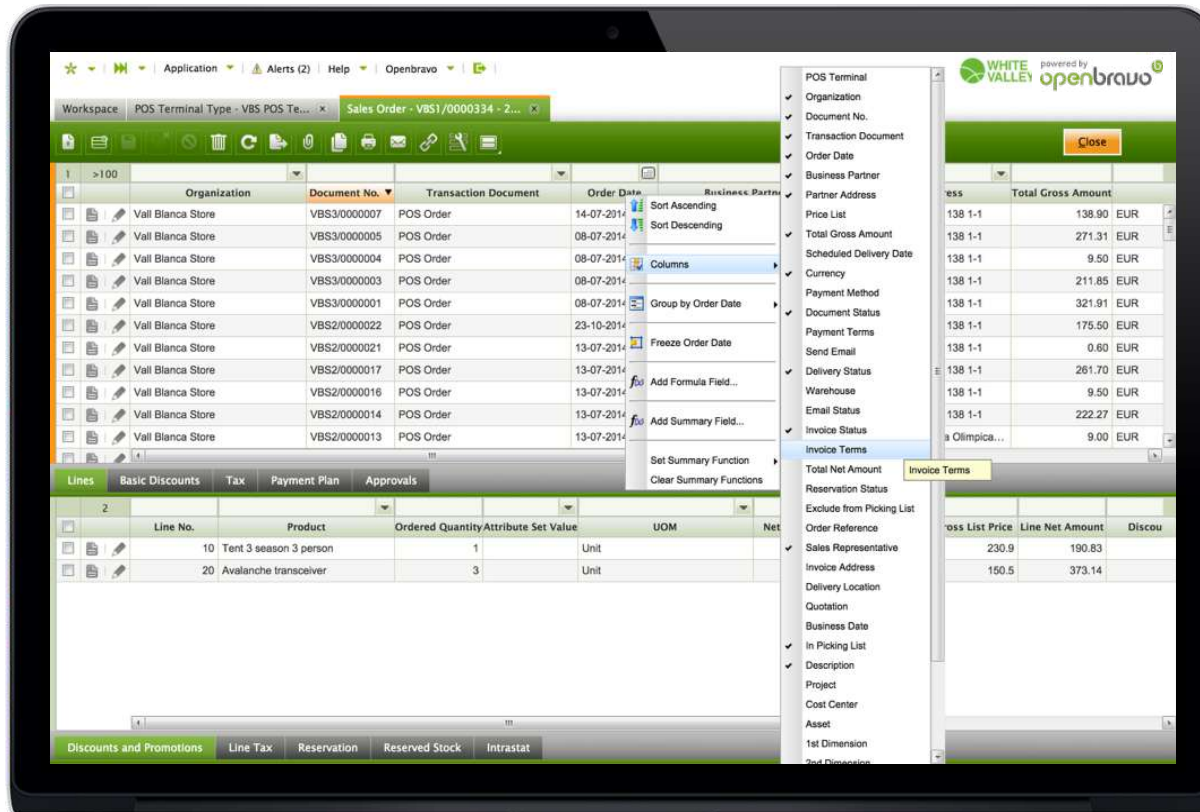 Application
Alerts (2)
Help
Openbravo
WHITE VALLEY
powered by
openbravo
Workspace
POS Terminal Type - VBS POS Te...
Sales Order - VBS1/0000334 - 2...
Close
1 >100
Organization Document No. Transaction Document Order Date Business Partne ess Total Gross Amount
Vall Blanca Store VBS3/0000007 POS Order 14-07-2014 138 1-1 138.90 EUR
Vall Blanca Store VBS3/0000005 POS Order 08-07-2014 138 1-1 271.31 EUR
Vall Blanca Store VBS3/0000004 POS Order 08-07-2014 138 1-1 9.50 EUR
Vall Blanca Store VBS3/0000003 POS Order 08-07-2014 138 1-1 211.85 EUR
Vall Blanca Store VBS3/0000001 POS Order 08-07-2014 138 1-1 321.91 EUR
Vall Blanca Store VBS2/0000022 POS Order 23-10-2014 138 1-1 175.50 EUR
Vall Blanca Store VBS2/0000021 POS Order 13-07-2014 138 1-1 0.60 EUR
Vall Blanca Store VBS2/0000017 POS Order 13-07-2014 138 1-1 261.70 EUR
Vall Blanca Store VBS2/0000016 POS Order 13-07-2014 138 1-1 9.50 EUR
Vall Blanca Store VBS2/0000014 POS Order 13-07-2014 138 1-1 222.27 EUR
Vall Blanca Store VBS2/0000013 POS Order 13-07-2014 a Olimpica... 9.00 EUR
Sort Ascending
Sort Descending
Columns
Group by Order Date
Freeze Order Date
Add Formula Field...
Add Summary Field...
Set Summary Function
Clear Summary Functions
POS Terminal
Organization
Document No.
Transaction Document
Order Date
Business Partner
Partner Address
Price List
Total Gross Amount
Scheduled Delivery Date
Currency
Payment Method
Document Status
Payment Terms
Send Email
Delivery Status
Warehouse
Email Status
Invoice Status
Invoice Terms
Total Net Amount
Reservation Status
Exclude from Picking List
Order Reference
Sales Representative
Invoice Address
Delivery Location
Quotation
Business Date
In Picking List
Description
Project
Cost Center
Asset
1st Dimension
2nd Dimension
Invoice Terms
Lines Basic Discounts Tax Payment Plan Approvals
2
Line No. Product Ordered Quantity Attribute Set Value UOM Net ross List Price Line Net Amount Discou
10 Tent 3 season 3 person 1 Unit 230.9 190.83
20 Avalanche transceiver 3 Unit 150.5 373.14
Discounts and Promotions Line Tax Reservation Reserved Stock Intrastat